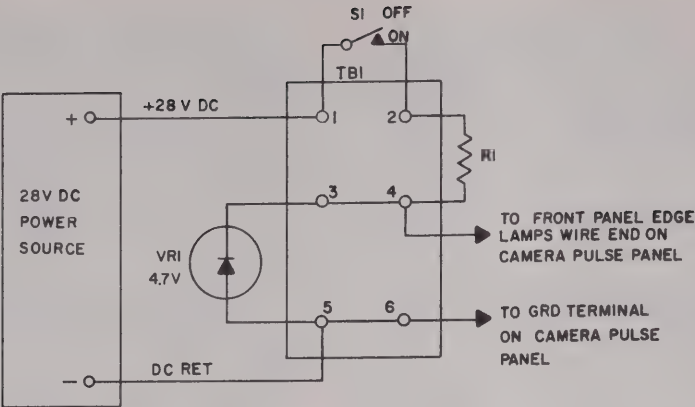 S1 OFF
ON
TB1
+28 V DC
+
1
2
R1
28V DC
POWER
SOURCE
3
4
TO FRONT PANEL EDGE
LAMPS WIRE END ON
CAMERA PULSE PANEL
VR1
4.7V
5
6
TO GRD TERMINAL
ON CAMERA PULSE
PANEL
DC RET
−